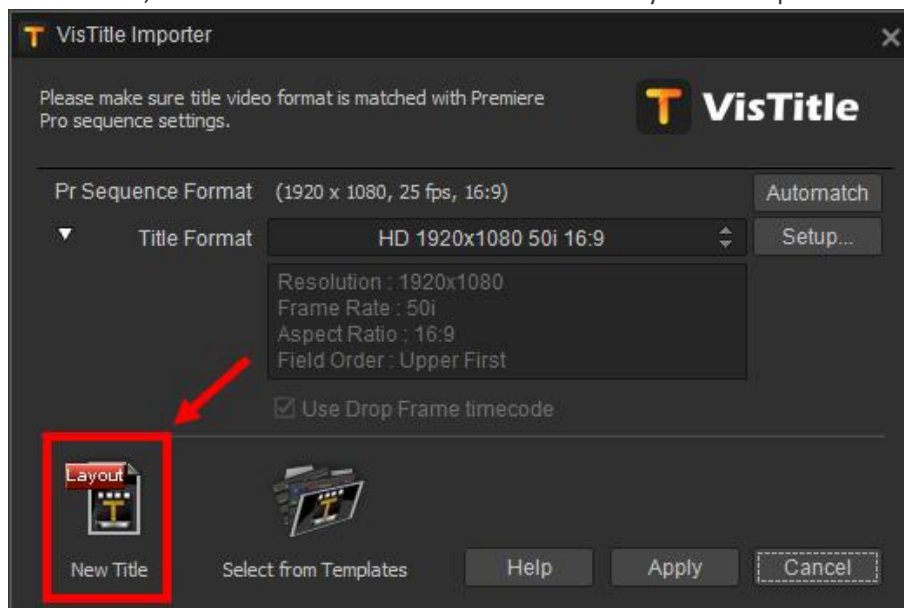 VisTitle Importer
Please make sure title video format is matched with Premiere
Pro sequence settings.
T VisTitle
Pr Sequence Format (1920 x 1080, 25 fps, 16:9) Automatch
Title Format HD 1920x1080 50i 16:9 Setup...
Resolution : 1920x1080
Frame Rate : 50i
Aspect Ratio : 16:9
Field Order : Upper First
Use Drop Frame timecode
Layout
T
T
New Title Select from Templates Help Apply Cancel